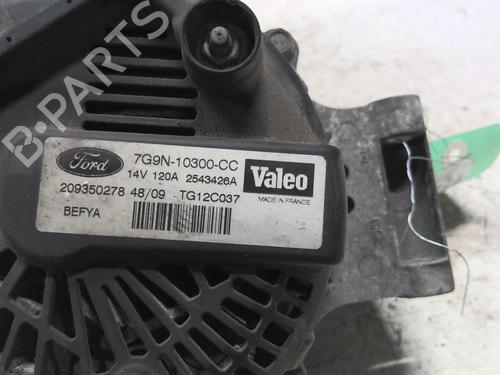 B-PARTS
Ford
7G9N-10300-CC
14V 120A 2543426A
209350278 48/09 TG12C037
BEFYA
Valeo
MADE IN FRANCE